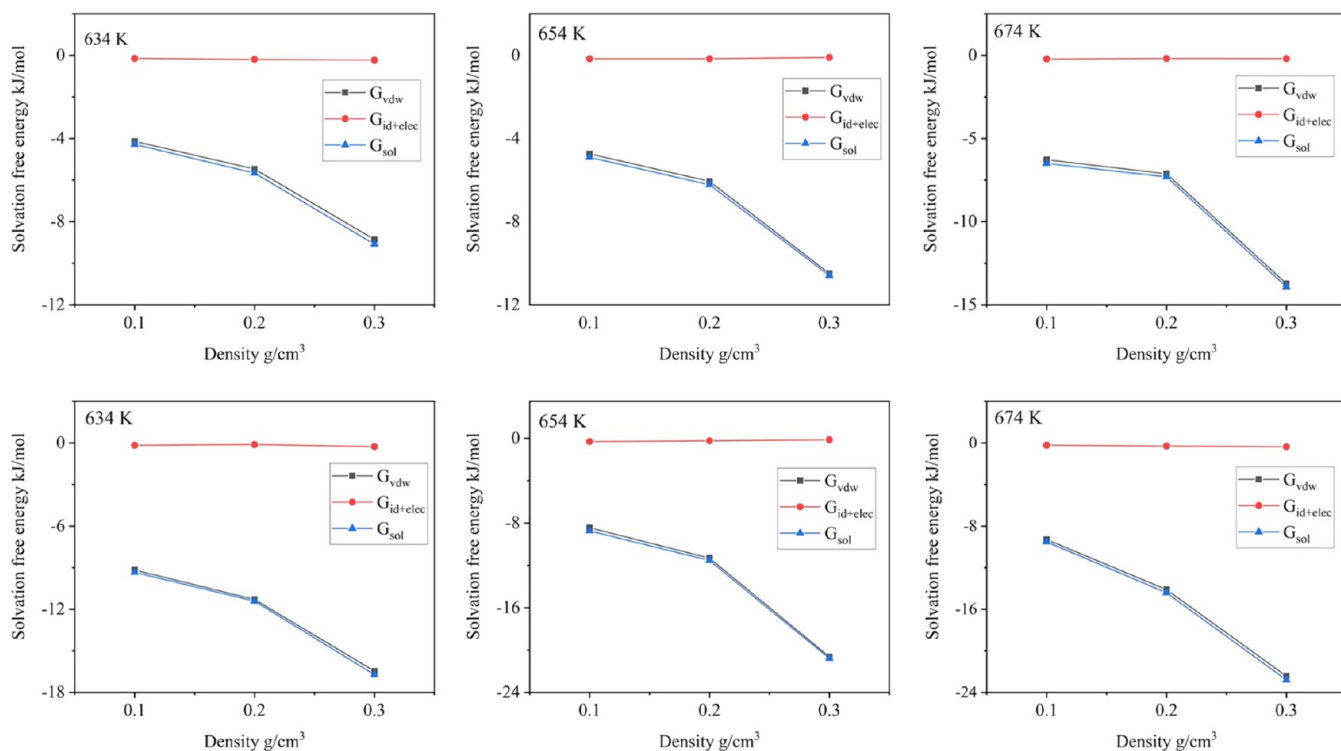 634 K
Solvation free energy kJ/mol
0
-4
-8
-12
G_vdw
G_id+elec
G_sol
0.1 0.2 0.3
Density g/cm³
654 K
Solvation free energy kJ/mol
0
-4
-8
-12
G_vdw
G_id+elec
G_sol
0.1 0.2 0.3
Density g/cm³
674 K
Solvation free energy kJ/mol
0
-5
-10
-15
G_vdw
G_id+elec
G_sol
0.1 0.2 0.3
Density g/cm³
634 K
Solvation free energy kJ/mol
0
-6
-12
-18
G_vdw
G_id+elec
G_sol
0.1 0.2 0.3
Density g/cm³
654 K
Solvation free energy kJ/mol
0
-8
-16
-24
G_vdw
G_id+elec
G_sol
0.1 0.2 0.3
Density g/cm³
674 K
Solvation free energy kJ/mol
0
-8
-16
-24
G_vdw
G_id+elec
G_sol
0.1 0.2 0.3
Density g/cm³